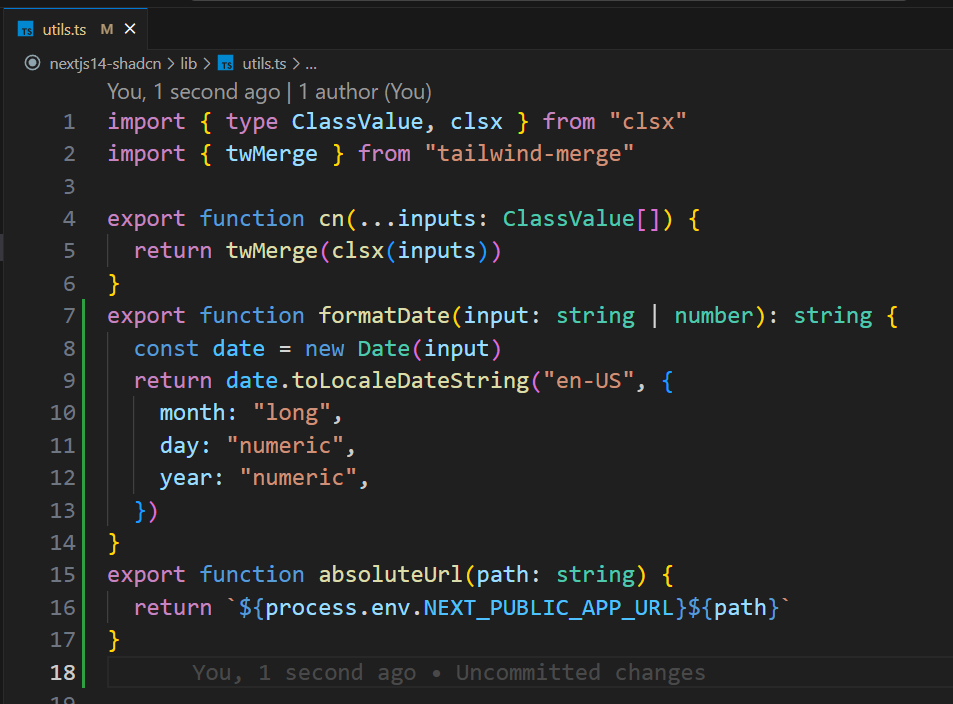 TS utils.ts M
nextjs14-shadcn > lib > TS utils.ts > ...
You, 1 second ago | 1 author (You)
1 import { type ClassValue, clsx } from "clsx"
2 import { twMerge } from "tailwind-merge"
3
4 export function cn(...inputs: ClassValue[]) {
5   return twMerge(clsx(inputs))
6 }
7 export function formatDate(input: string | number): string {
8   const date = new Date(input)
9   return date.toLocaleDateString("en-US", {
10     month: "long",
11     day: "numeric",
12     year: "numeric",
13   })
14 }
15 export function absoluteUrl(path: string) {
16   return `${process.env.NEXT_PUBLIC_APP_URL}${path}`
17 }
18 You, 1 second ago • Uncommitted changes
19